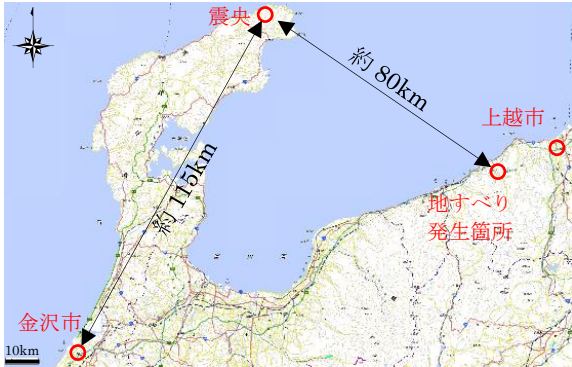 震央
約 80km
上越市
約 115km
地すべり
発生箇所
金沢市
10km